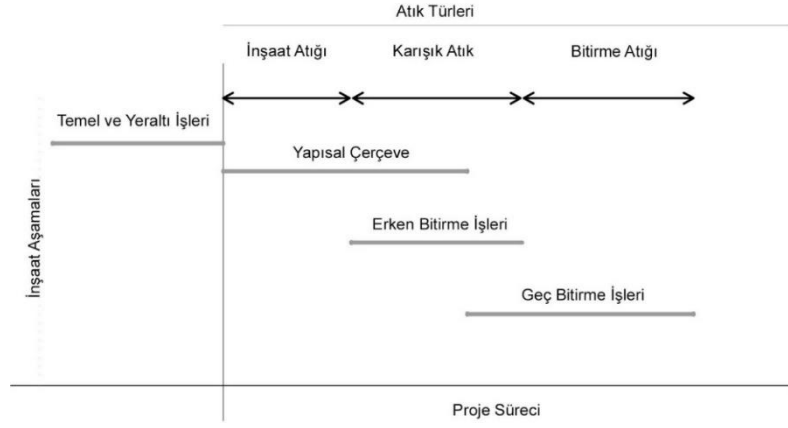 Atık Türleri
İnşaat Atığı
Karışık Atık
Bitirme Atığı
Temel ve Yeraltı İşleri
Yapısal Çerçeve
Erken Bitirme İşleri
Geç Bitirme İşleri
İnşaat Aşamaları
Proje Süreci